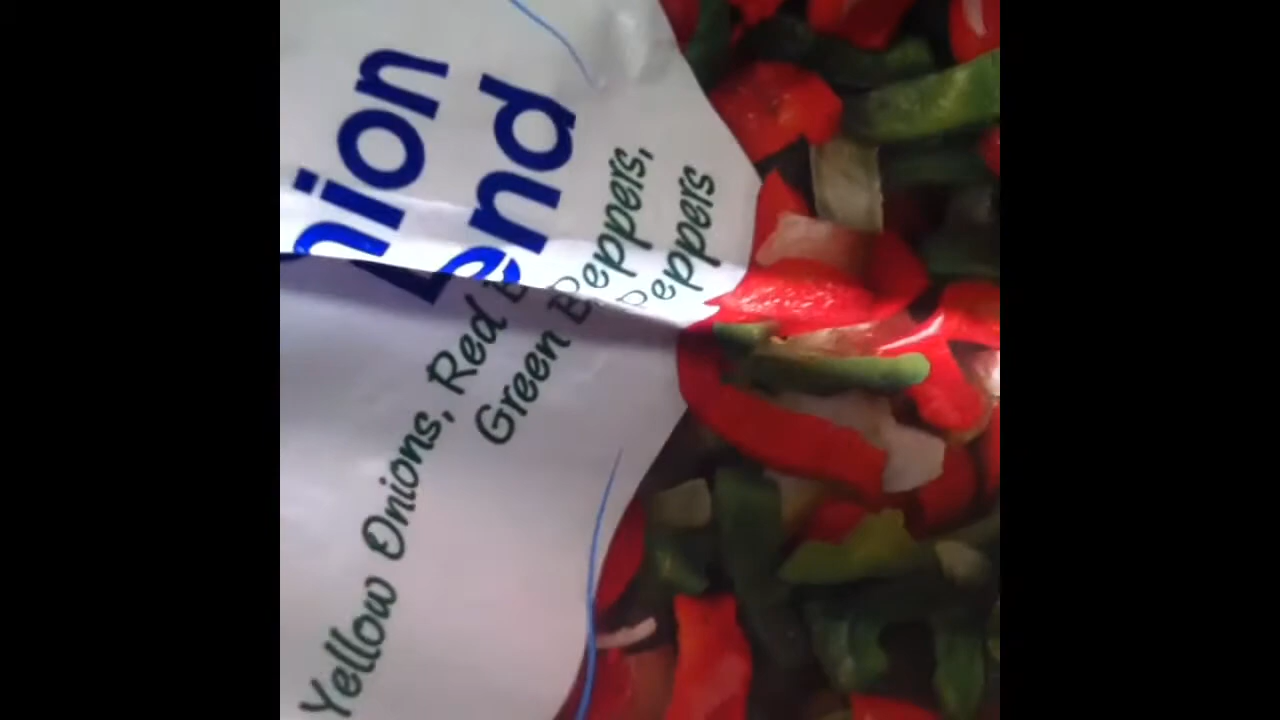 nion
end
Yellow Onions, Red B
Green B Peppers,
Peppers